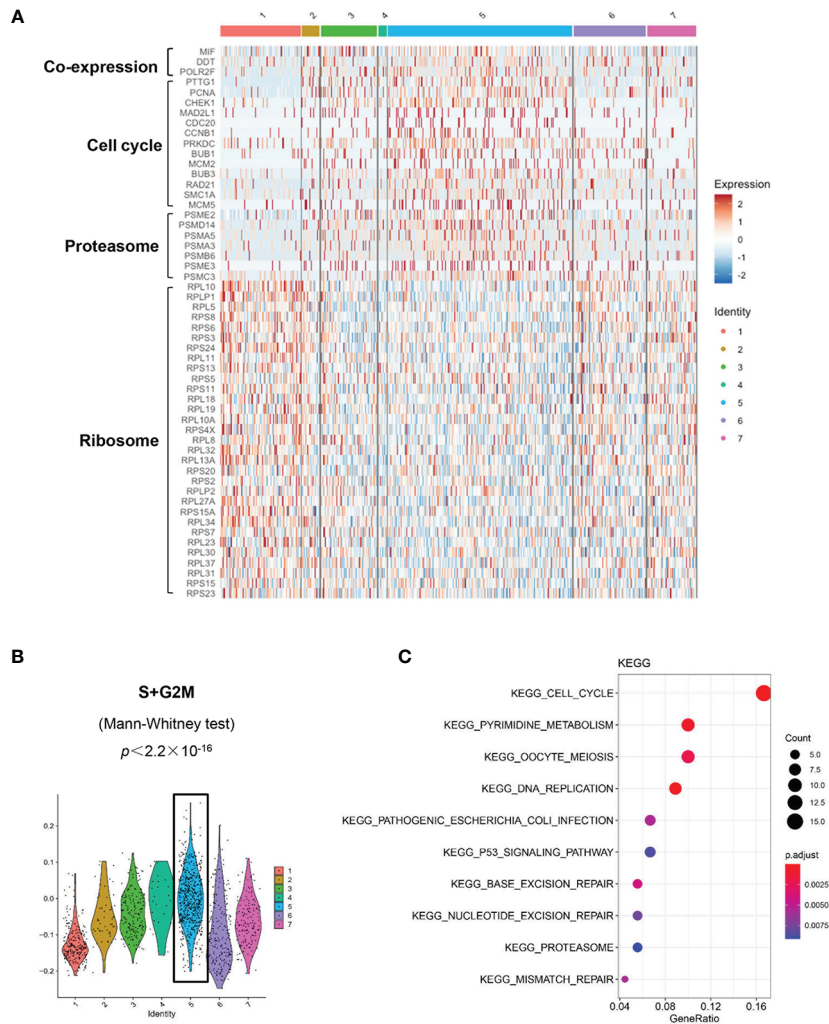 A
1 2 3 4 5 6 7
Co-expression
MIF
DDT
POLR2F
Cell cycle
PTTG1
PCNA
CHEK1
MAD2L1
CDC20
CCNB1
PRKDC
BUB1
MCM2
BUB3
RAD21
SMC1A
MCM5
Proteasome
PSME2
PSMD14
PSMA5
PSMA3
PSMB6
PSME3
PSMC3
Ribosome
RPL10
RPLP1
RPL5
RPS8
RPS6
RPS3
RPS24
RPL11
RPS13
RPS5
RPS11
RPL18
RPL19
RPL10A
RPS4X
RPL8
RPL32
RPL13A
RPS20
RPS2
RPLP2
RPL27A
RPS15A
RPL34
RPS7
RPL23
RPL30
RPL37
RPL31
RPS15
RPS23
Expression
2
1
0
-1
-2
Identity
1
2
3
4
5
6
7
B
S+G2M
(Mann-Whitney test)
p<2.2×10-16
0.2
0.1
0.0
-0.1
-0.2
1 2 3 4 5 6 7
Identity
1
2
3
4
5
6
7
C
KEGG
KEGG_CELL_CYCLE
KEGG_PYRIMIDINE_METABOLISM
KEGG_OOCYTE_MEIOSIS
KEGG_DNA_REPLICATION
KEGG_PATHOGENIC_ESCHERICHIA_COLI_INFECTION
KEGG_P53_SIGNALING_PATHWAY
KEGG_BASE_EXCISION_REPAIR
KEGG_NUCLEOTIDE_EXCISION_REPAIR
KEGG_PROTEASOME
KEGG_MISMATCH_REPAIR
0.04 0.08 0.12 0.16
GeneRatio
Count
5.0
7.5
10.0
12.5
15.0
p.adjust
0.0025
0.0050
0.0075